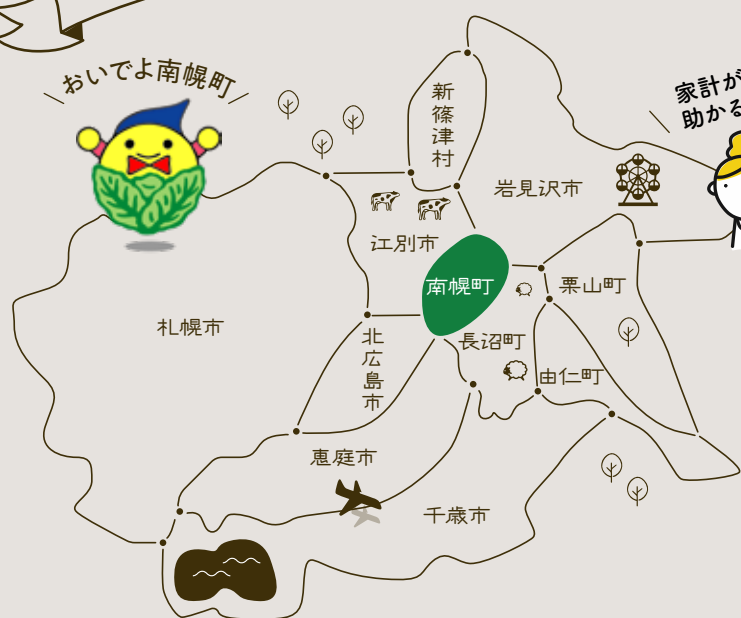 おいでよ南幌町
家計が
助かる
新篠津村
岩見沢市
江別市
南幌町
栗山町
札幌市
北広島市
長沼町
由仁町
恵庭市
千歳市